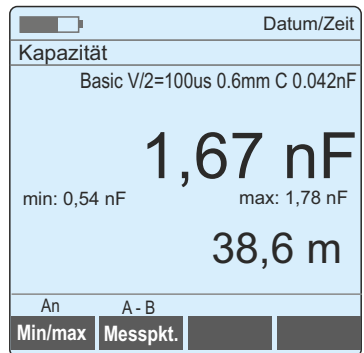 Datum/Zeit
Kapazität
Basic V/2=100us 0.6mm C 0.042nF
1,67 nF
min: 0,54 nF max: 1,78 nF
38,6 m
An A - B
Min/max Messpkt.